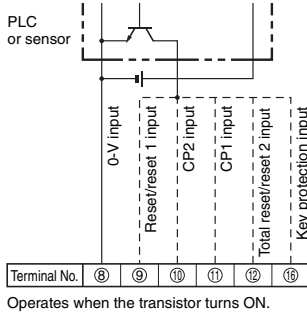 PLC
or sensor
0-V input
Reset/reset 1 input
CP2 input
CP1 input
Total reset/reset 2 input
Key protection input
Terminal No. ⑧ ⑨ ⑩ ⑪ ⑫ ⑯
Operates when the transistor turns ON.